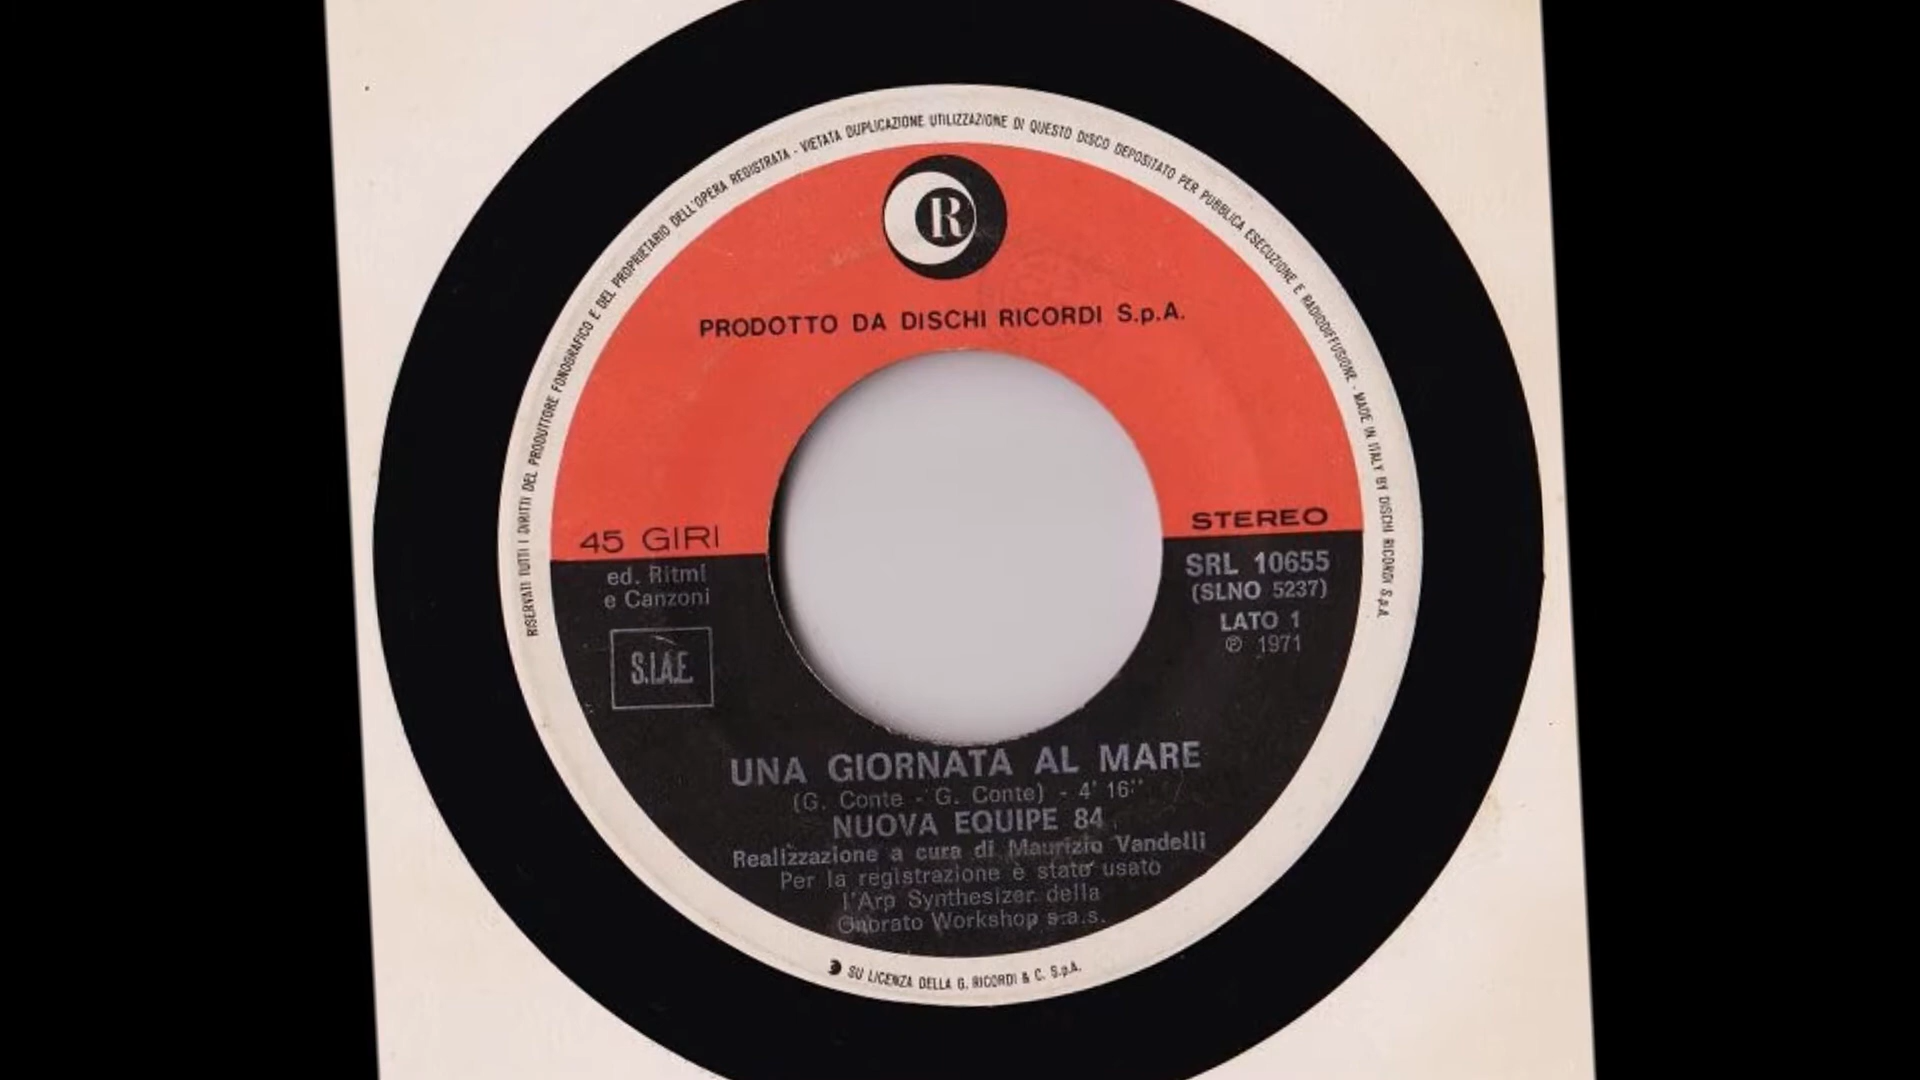 RISERVATI TUTTI I DIRITTI DEL PRODUTTORE FONOGRAFICO E DEL PROPRIETARIO DELL'OPERA REGISTRATA - VIETATA DUPLICAZIONE UTILIZZAZIONE DI QUESTO DISCO DEPOSITATO PER PUBBLICA ESECUZIONE E RADIODIFFUSIONE - MADE IN ITALY BY DISCHI RICORDI S.p.A.
R
PRODOTTO DA DISCHI RICORDI S.p.A.
45 GIRI
STEREO
ed. Ritmi
e Canzoni
S.I.A.E.
SRL 10655
(SLNO 5237)
LATO 1
℗ 1971
UNA GIORNATA AL MARE
(G. Conte - G. Conte) - 4' 16''
NUOVA EQUIPE 84
Realizzazione a cura di Maurizio Vandelli
Per la registrazione è stato usato
l'Arp Synthesizer della
Onorato Workshop s.a.s.
SU LICENZA DELLA G. RICORDI & C. S.p.A.